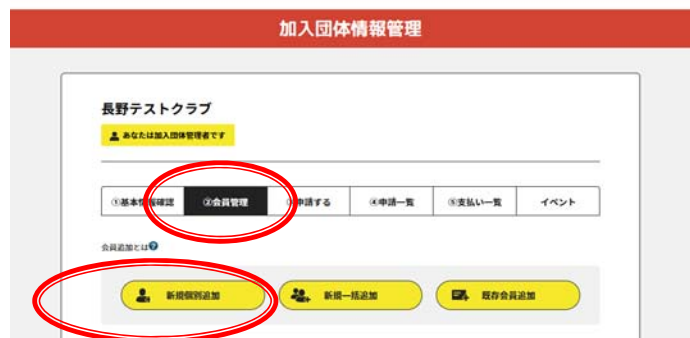 加入団体情報管理
長野テストクラブ
あなたは加入団体管理者です
①基本情報確認 ②会員管理 ③申請する ④申請一覧 ⑤支払い一覧 イベント
会員追加とは?
新規個別追加 新規一括追加 既存会員追加